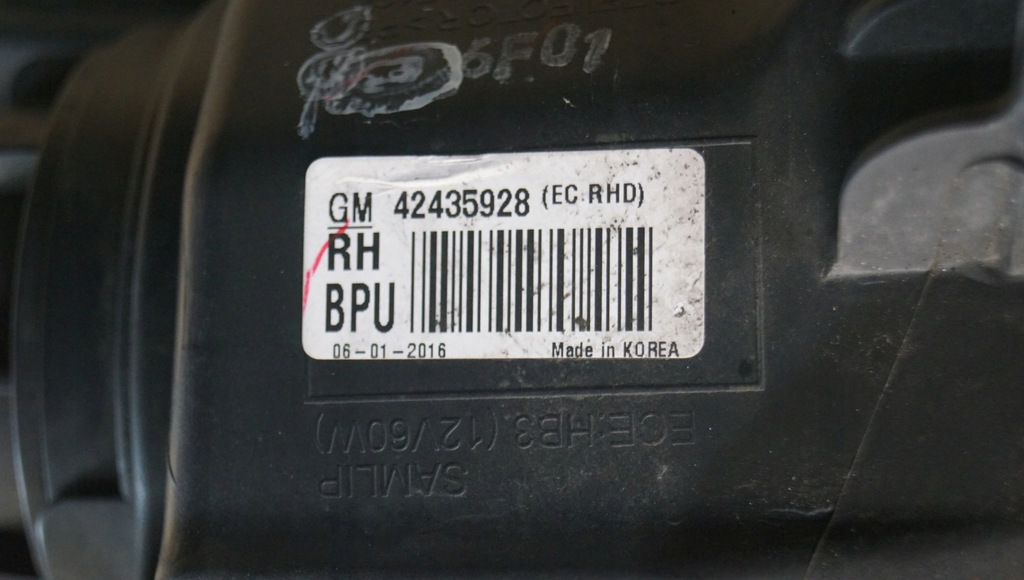 6F01
GM 42435928 (EC RHD)
RH
BPU
06-01-2016 Made in KOREA
ECE:HB3 (12V60W)
SAMLIP